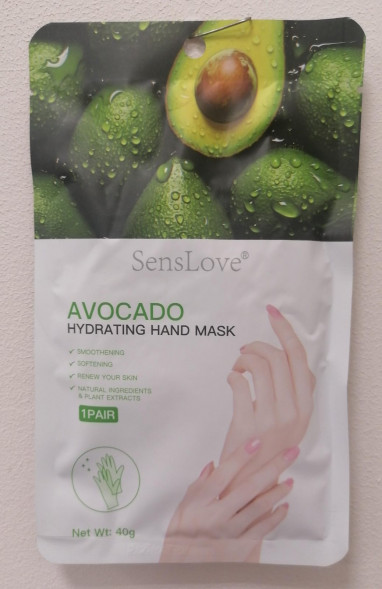 SensLove®
AVOCADO
HYDRATING HAND MASK
✔ SMOOTHENING
✔ SOFTENING
✔ RENEW YOUR SKIN
✔ NATURAL INGREDIENTS
& PLANT EXTRACTS
1PAIR
Net Wt: 40g